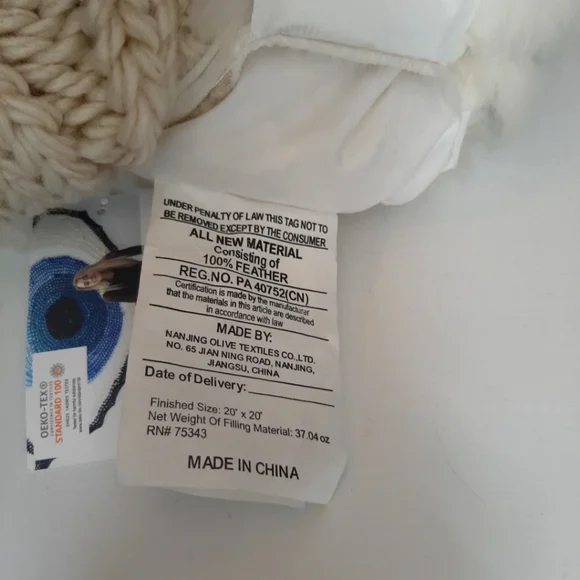 UNDER PENALTY OF LAW THIS TAG NOT TO
BE REMOVED EXCEPT BY THE CONSUMER
ALL NEW MATERIAL
Consisting of
100% FEATHER
REG.NO. PA 40752(CN)
Certification is made by the manufacturer
that the materials in this article are described
in accordance with law
MADE BY:
NANJING OLIVE TEXTILES CO.,LTD.
NO. 65 JIAN NING ROAD, NANJING,
JIANGSU, CHINA
Date of Delivery:
Finished Size: 20" x 20"
Net Weight Of Filling Material: 37.04oz
RN# 75343
MADE IN CHINA
OEKO-TEX®
STANDARD 100